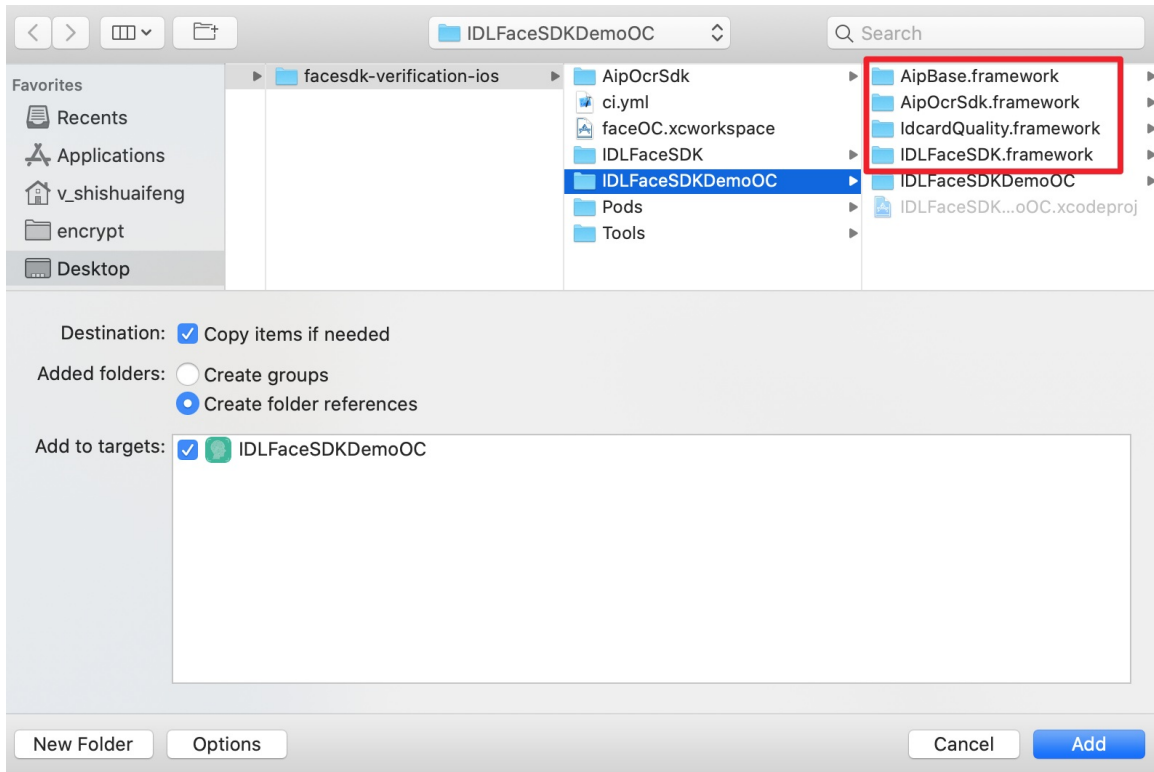 IDLFaceSDKDemoOC
Search
Favorites
Recents
Applications
v_shishuaifeng
encrypt
Desktop
facesdk-verification-ios
AipOcrSdk
ci.yml
faceOC.xcworkspace
IDLFaceSDK
IDLFaceSDKDemoOC
Pods
Tools
AipBase.framework
AipOcrSdk.framework
IdcardQuality.framework
IDLFaceSDK.framework
IDLFaceSDKDemoOC
IDLFaceSDK...oOC.xcodeproj
Destination: Copy items if needed
Added folders: Create groups
Create folder references
Add to targets: IDLFaceSDKDemoOC
New Folder Options Cancel Add